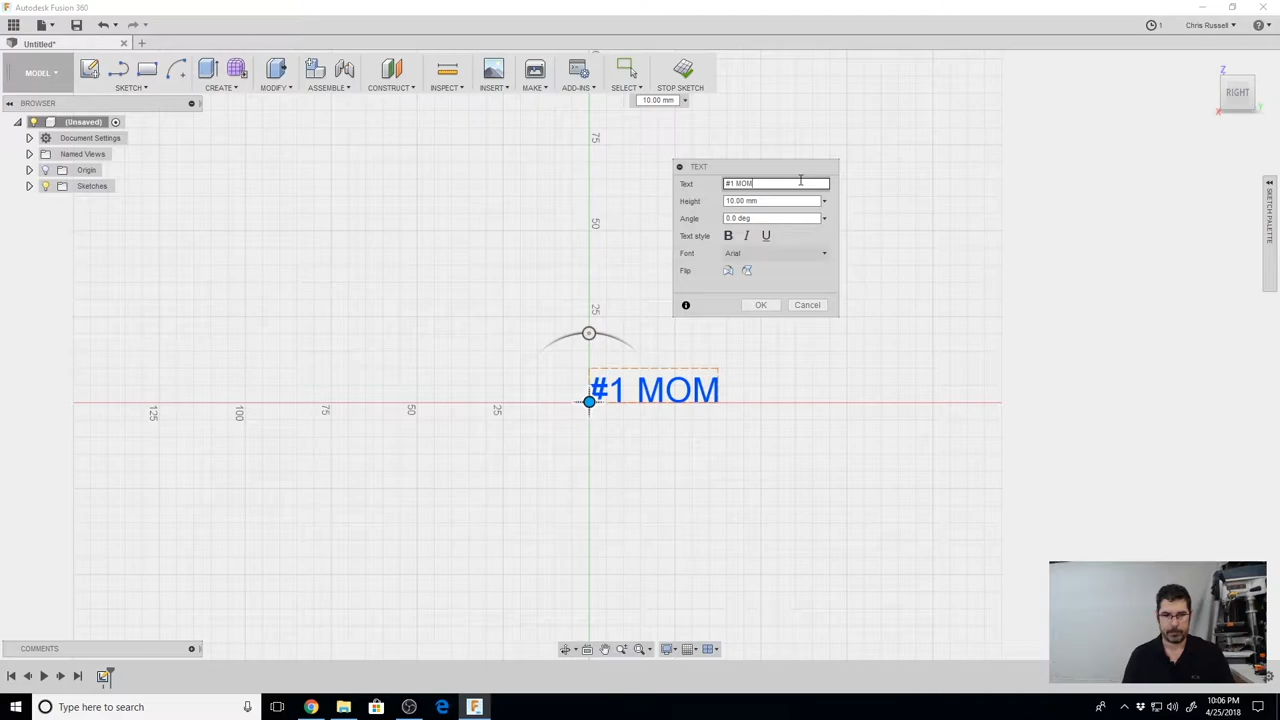 Autodesk Fusion 360
Chris Russell
1
Untitled*
MODEL
SKETCH
CREATE
MODIFY
ASSEMBLE
CONSTRUCT
INSPECT
INSERT
MAKE
ADD-INS
SELECT
STOP SKETCH
10.00 mm
BROWSER
(Unsaved)
Document Settings
Named Views
Origin
Sketches
Z
RIGHT
X
Y
SKETCH PALETTE
TEXT
Text #1 MOM
Height 10.00 mm
Angle 0.0 deg
Text style B I U
Font Arial
Flip
OK Cancel
75
50
25
#1 MOM
125 100 75 50 25
COMMENTS
Type here to search
10:06 PM
4/25/2018